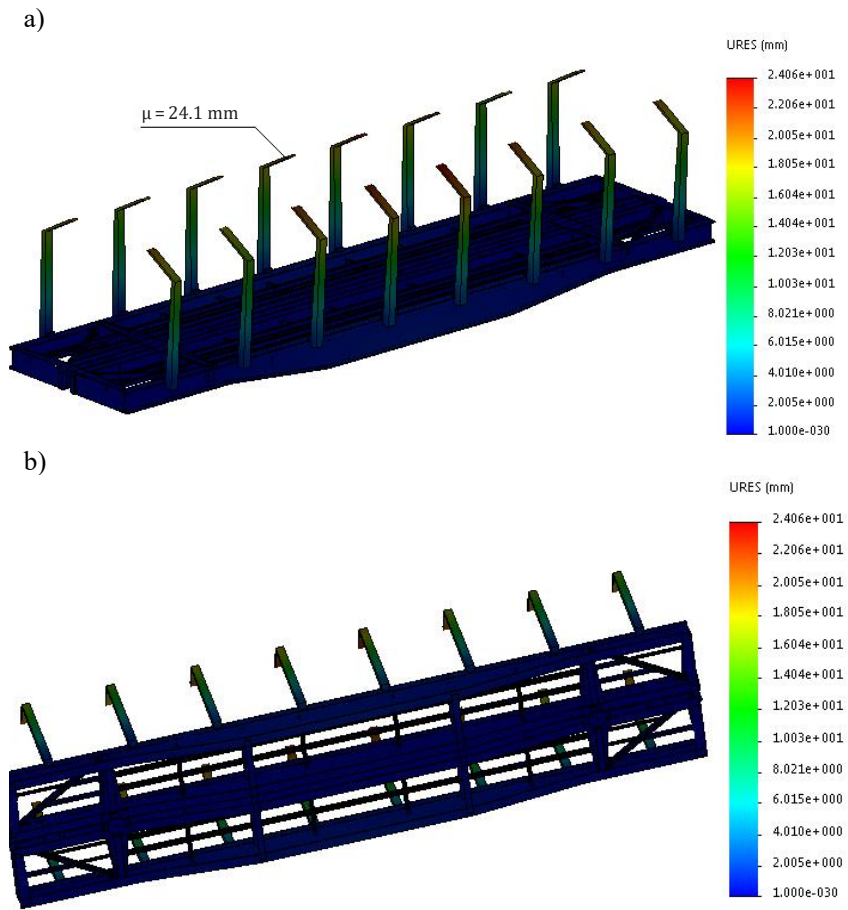 a)
URES (mm)
2.406e+001
μ = 24.1 mm
2.206e+001
2.005e+001
1.805e+001
1.604e+001
1.404e+001
1.203e+001
1.003e+001
8.021e+000
6.015e+000
4.010e+000
2.005e+000
1.000e-030
b)
URES (mm)
2.406e+001
2.206e+001
2.005e+001
1.805e+001
1.604e+001
1.404e+001
1.203e+001
1.003e+001
8.021e+000
6.015e+000
4.010e+000
2.005e+000
1.000e-030